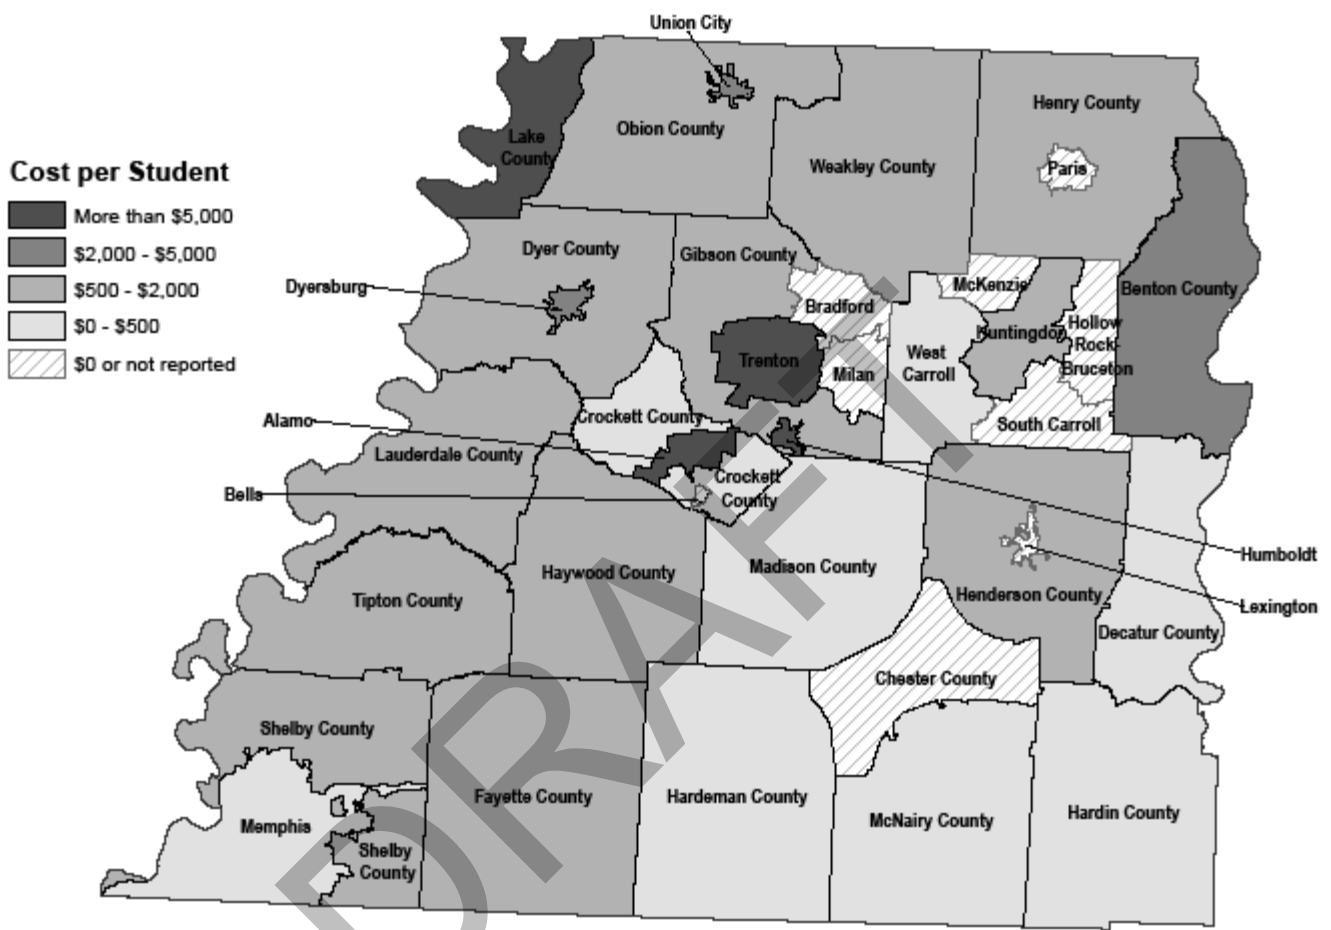 Union City
Henry County
Obion County
Lake
County
Weakley County
Paris
Cost per Student
More than $5,000
$2,000 - $5,000
$500 - $2,000
$0 - $500
$0 or not reported
Dyer County
Gibson County
Dyersburg
McKenzie
Benton County
Bradford
Huntingdon
Hollow
Rock-
Bruceton
Trenton
West
Carroll
Milan
Alamo
Crockett County
South Carroll
Lauderdale County
Crockett
County
Bells
Humboldt
Madison County
Haywood County
Henderson County
Lexington
Tipton County
Decatur County
Chester County
Shelby County
Fayette County
Hardeman County
McNairy County
Hardin County
Memphis
Shelby
County
DRAFT